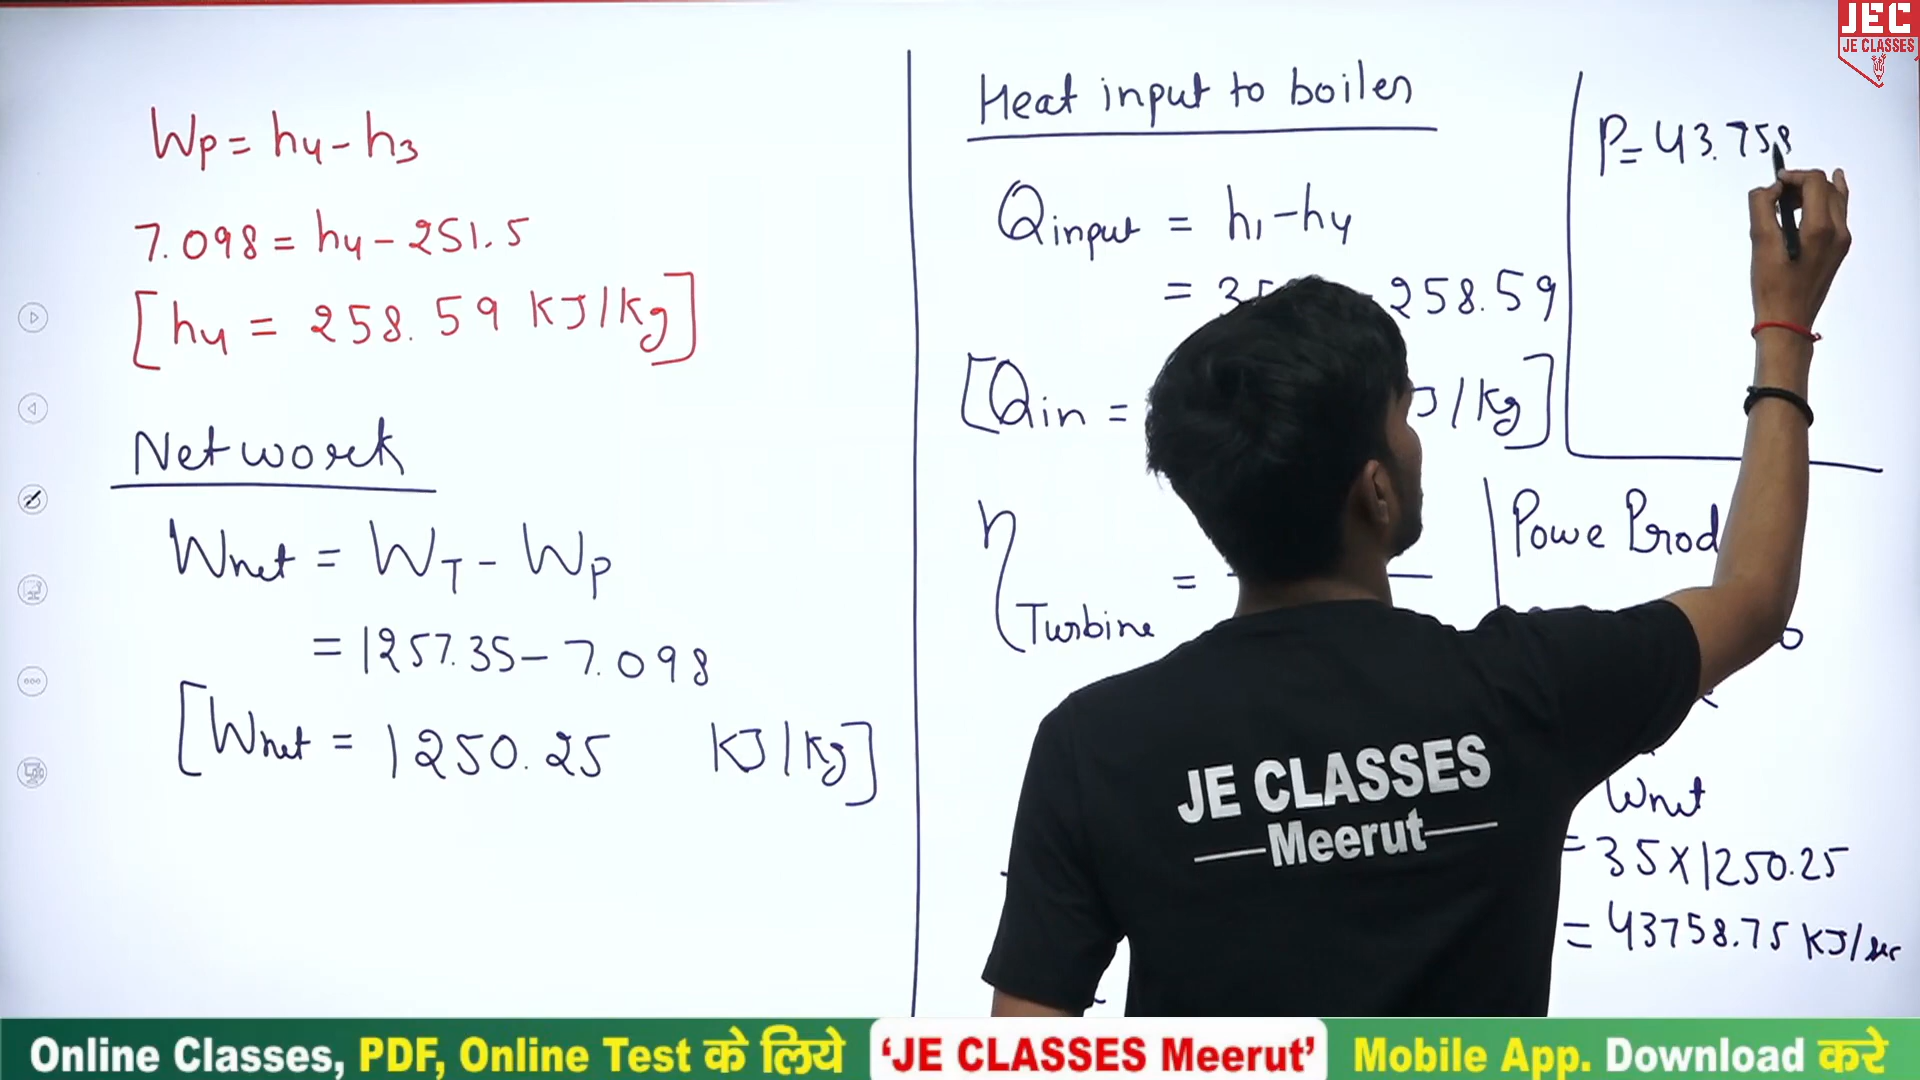 Wp = h4 - h3
7.098 = h4 - 251.5
[h4 = 258.59 KJ/Kg]
Net work
Wnet = WT - Wp
= 1257.35 - 7.098
[Wnet = 1250.25 KJ/Kg]
Heat input to boiler
Qinput = h1 - h4
= 258.59
[Qin = J/Kg]
η Turbine =
P = 43.758
Powe Prod
Wnet
= 35 X 1250.25
= 43758.75 KJ/sec
JEC
JE CLASSES
JE CLASSES
Meerut
Online Classes, PDF, Online Test के लिये 'JE CLASSES Meerut' Mobile App. Download करे